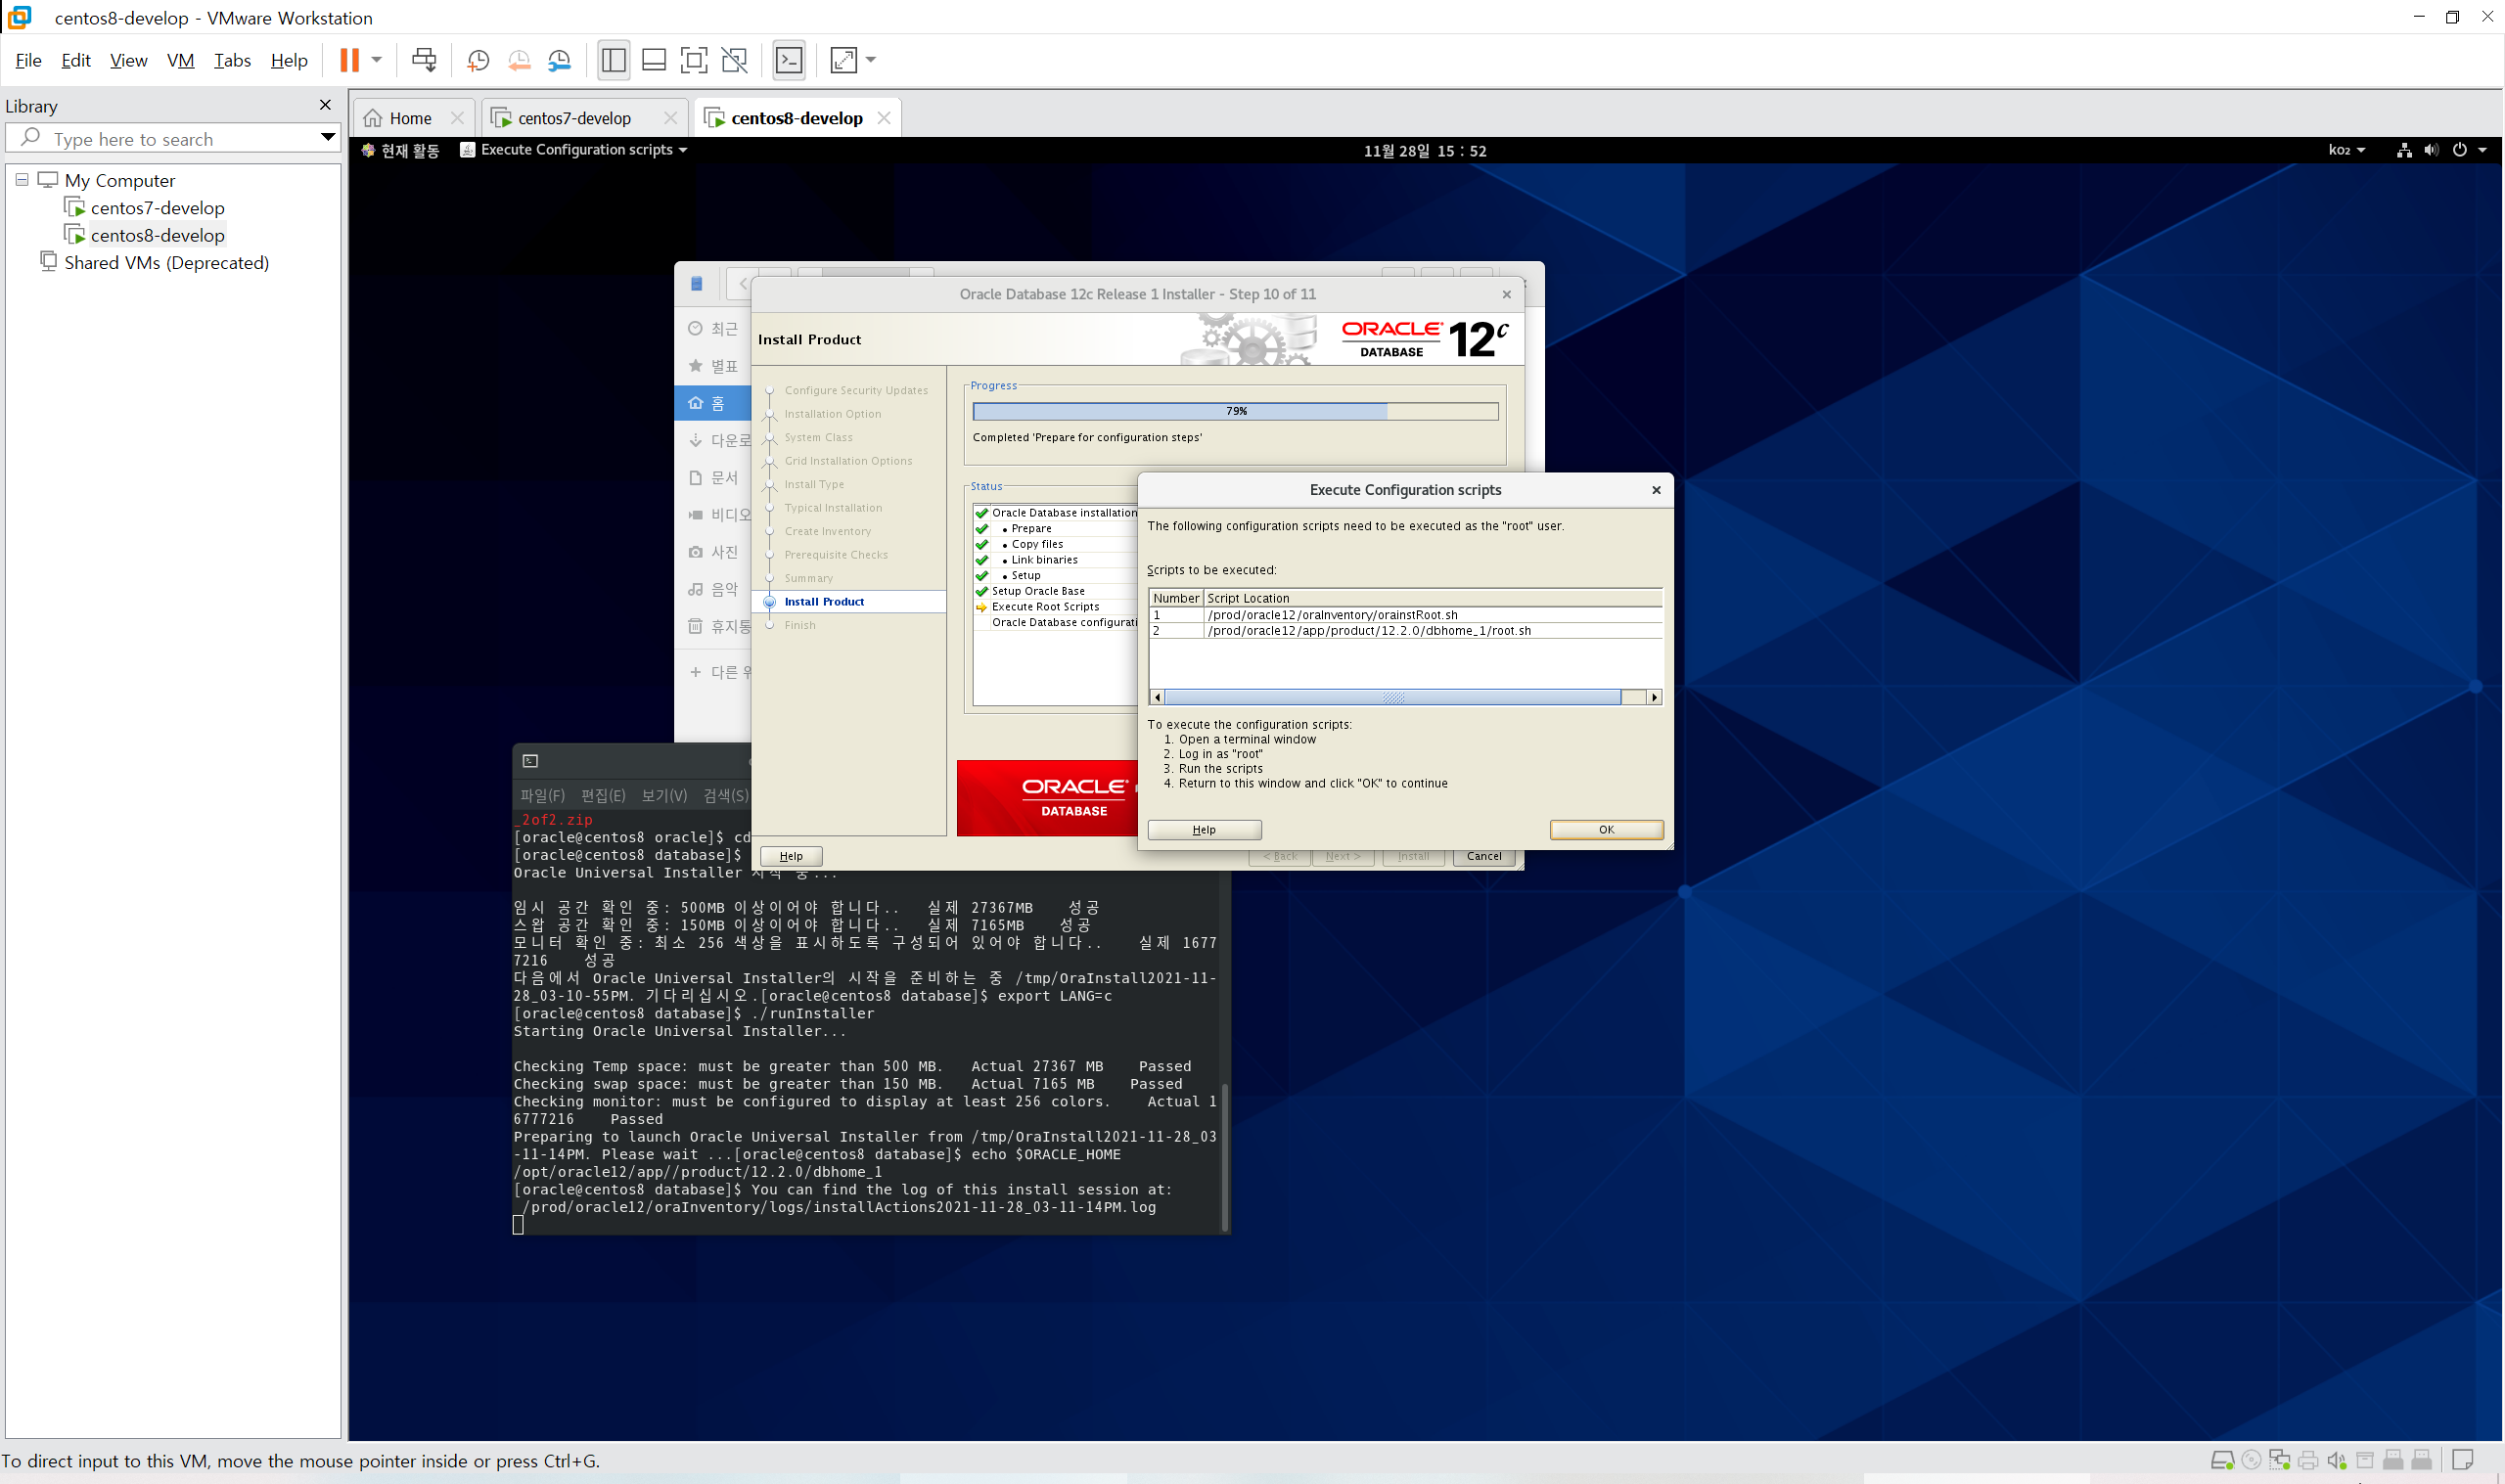 centos8-develop - VMware Workstation
File Edit View VM Tabs Help
Library
Type here to search
My Computer
centos7-develop
centos8-develop
Shared VMs (Deprecated)
Home
centos7-develop
centos8-develop
현재 활동
Execute Configuration scripts
11월 28일 15 : 52
ko2
최근
별표
홈
다운로
문서
비디오
사진
음악
휴지통
다른
Oracle Database 12c Release 1 Installer - Step 10 of 11
Install Product
ORACLE DATABASE 12c
Configure Security Updates
Installation Option
System Class
Grid Installation Options
Install Type
Typical Installation
Create Inventory
Prerequisite Checks
Summary
Install Product
Finish
Progress
79%
Completed 'Prepare for configuration steps'
Status
Oracle Database installation
• Prepare
• Copy files
• Link binaries
• Setup
Setup Oracle Base
Execute Root Scripts
Oracle Database configurati
ORACLE
DATABASE
Help
< Back Next > Install Cancel
Execute Configuration scripts
The following configuration scripts need to be executed as the "root" user.
Scripts to be executed:
Number Script Location
1 /prod/oracle12/oraInventory/orainstRoot.sh
2 /prod/oracle12/app/product/12.2.0/dbhome_1/root.sh
To execute the configuration scripts:
1. Open a terminal window
2. Log in as "root"
3. Run the scripts
4. Return to this window and click "OK" to continue
Help
OK
파일(F) 편집(E) 보기(V) 검색(S)
_2of2.zip
[oracle@centos8 oracle]$ cd
[oracle@centos8 database]$
Oracle Universal Installer 시작 중...
임시 공간 확인 중: 500MB 이상이어야 합니다.. 실제 27367MB 성공
스왑 공간 확인 중: 150MB 이상이어야 합니다.. 실제 7165MB 성공
모니터 확인 중: 최소 256 색상을 표시하도록 구성되어 있어야 합니다.. 실제 1677
7216 성공
다음에서 Oracle Universal Installer의 시작을 준비하는 중 /tmp/OraInstall2021-11-
28_03-10-55PM. 기다리십시오.[oracle@centos8 database]$ export LANG=c
[oracle@centos8 database]$ ./runInstaller
Starting Oracle Universal Installer...
Checking Temp space: must be greater than 500 MB. Actual 27367 MB Passed
Checking swap space: must be greater than 150 MB. Actual 7165 MB Passed
Checking monitor: must be configured to display at least 256 colors. Actual 1
6777216 Passed
Preparing to launch Oracle Universal Installer from /tmp/OraInstall2021-11-28_03
-11-14PM. Please wait ...[oracle@centos8 database]$ echo $ORACLE_HOME
/opt/oracle12/app//product/12.2.0/dbhome_1
[oracle@centos8 database]$ You can find the log of this install session at:
/prod/oracle12/oraInventory/logs/installActions2021-11-28_03-11-14PM.log
To direct input to this VM, move the mouse pointer inside or press Ctrl+G.